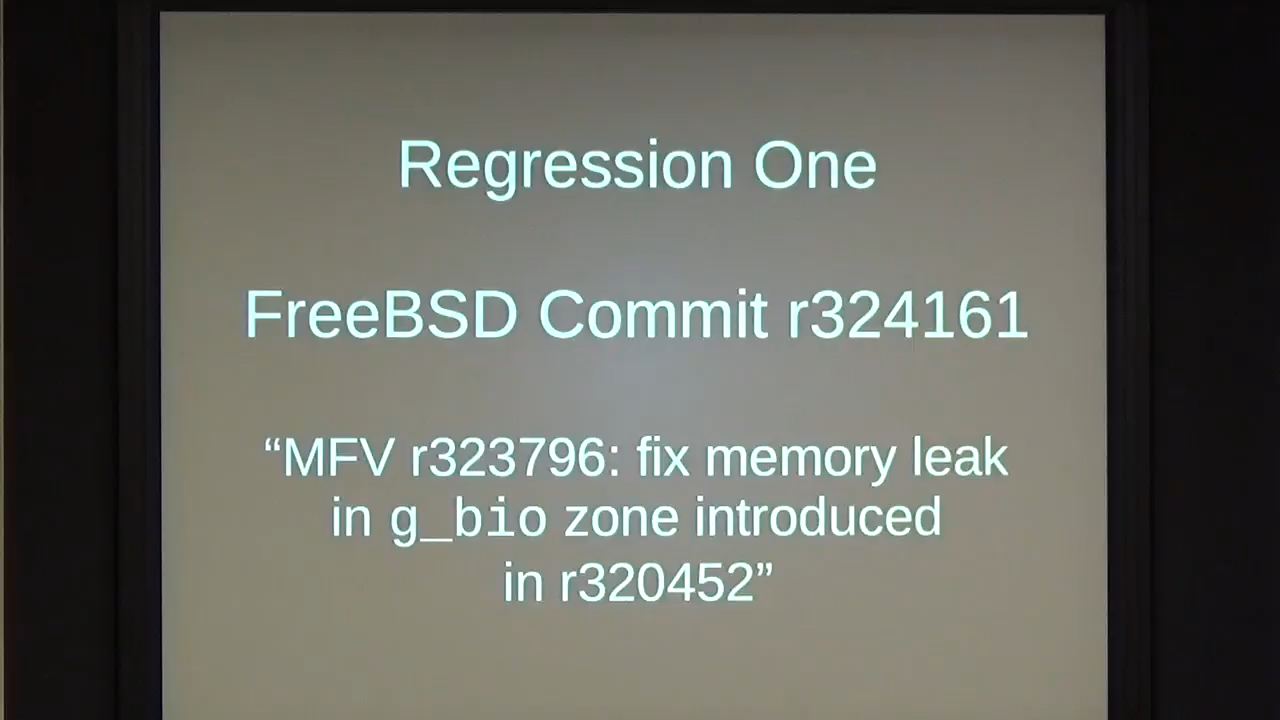 Regression One
FreeBSD Commit r324161
“MFV r323796: fix memory leak
in g_bio zone introduced
in r320452”